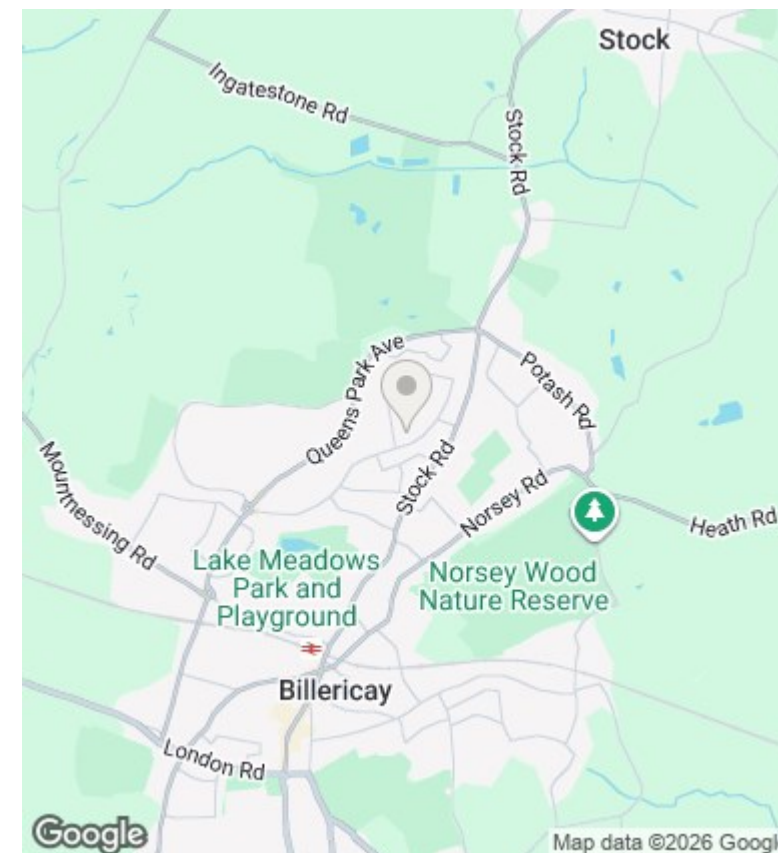 Stock
Ingatestone Rd
Stock Rd
Queens Park Ave
Potash Rd
Mountnessing Rd
Stock Rd
Norsey Rd
Heath Rd
Lake Meadows
Park and
Playground
Norsey Wood
Nature Reserve
Billericay
London Rd
Google
Map data ©2026 Google